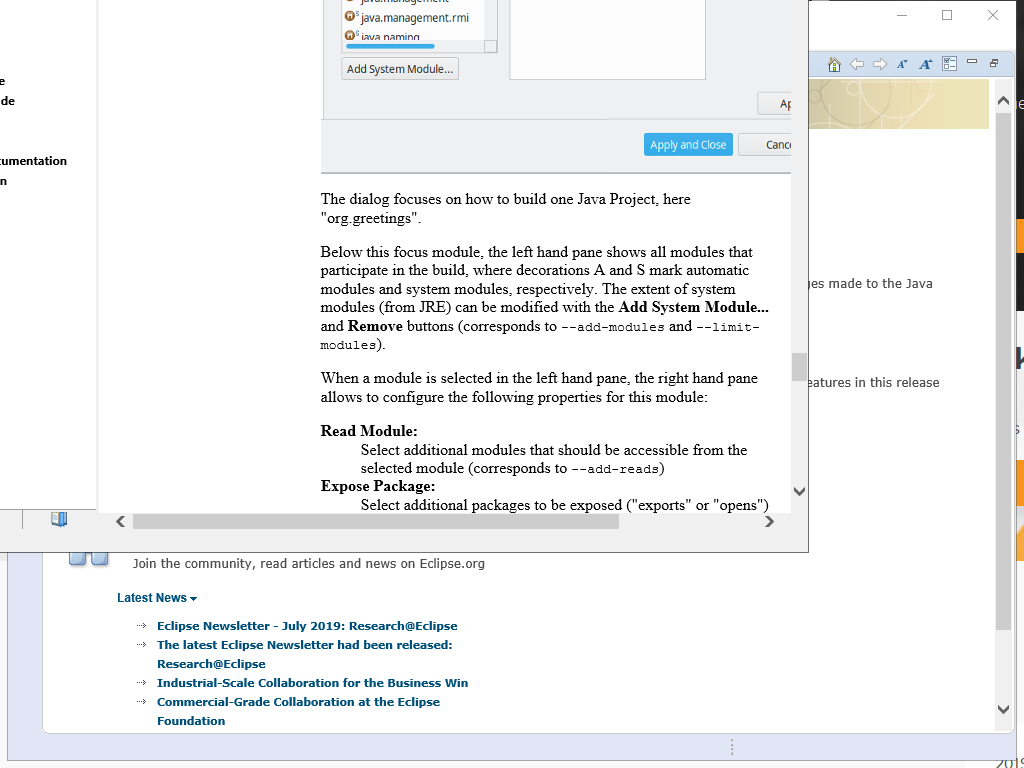 java.management
java.management.rmi
java.naming
Add System Module...
Apply and Close
e
de
umentation
n
The dialog focuses on how to build one Java Project, here
"org.greetings".
Below this focus module, the left hand pane shows all modules that
participate in the build, where decorations A and S mark automatic
modules and system modules, respectively. The extent of system
modules (from JRE) can be modified with the Add System Module...
and Remove buttons (corresponds to --add-modules and --limit-
modules).
When a module is selected in the left hand pane, the right hand pane
allows to configure the following properties for this module:
Read Module:
Select additional modules that should be accessible from the
selected module (corresponds to --add-reads)
Expose Package:
Select additional packages to be exposed ("exports" or "opens")
ges made to the Java
eatures in this release
Join the community, read articles and news on Eclipse.org
Latest News
Eclipse Newsletter - July 2019: Research@Eclipse
The latest Eclipse Newsletter had been released:
Research@Eclipse
Industrial-Scale Collaboration for the Business Win
Commercial-Grade Collaboration at the Eclipse
Foundation
2019